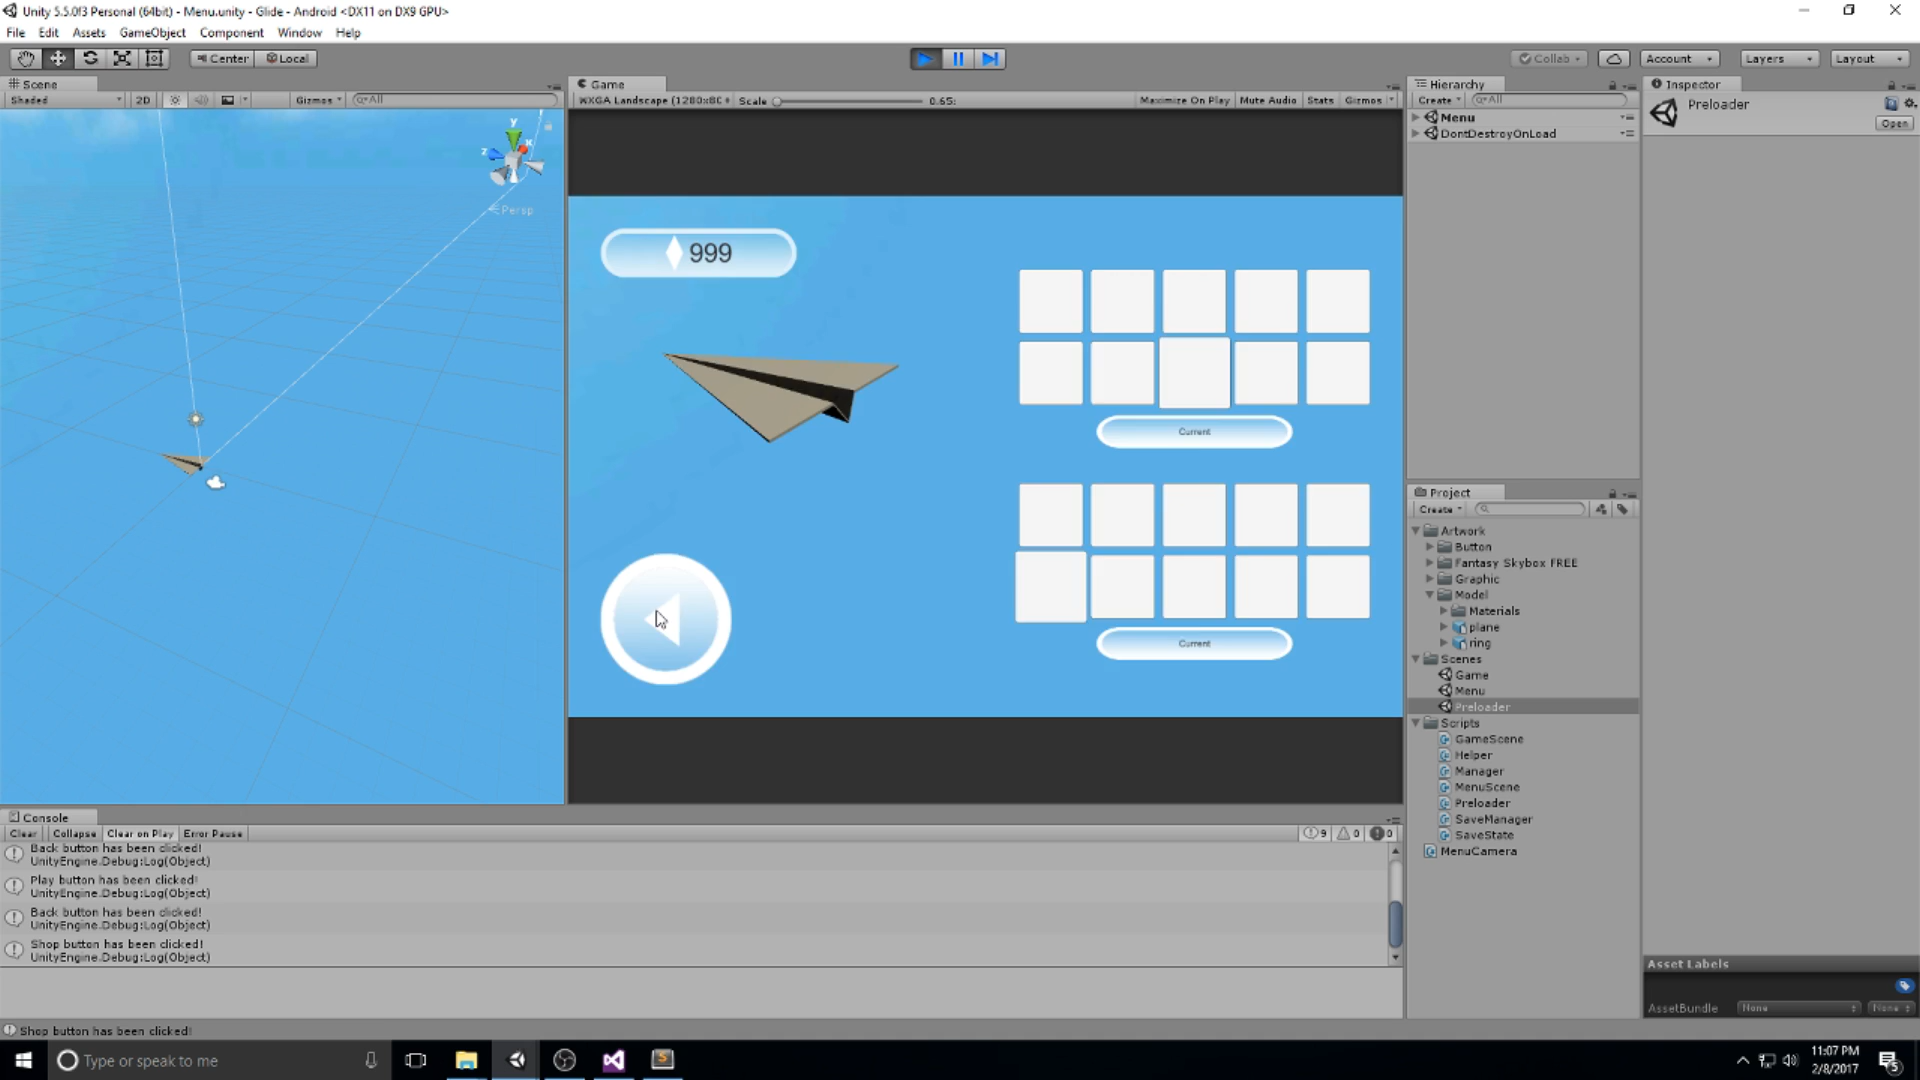 Unity 5.5.0f3 Personal (64bit) - Menu.unity - Glide - Android <DX11 on DX9 GPU>
File Edit Assets GameObject Component Window Help
Center Local
Collab Account Layers Layout
Scene
Shaded 2D Gizmos All
y
x
z
Persp
Game
WXGA Landscape (1280x80 Scale 0.65: Maximize On Play Mute Audio Stats Gizmos
999
Current
Current
Hierarchy
Create All
Menu
DontDestroyOnLoad
Inspector
Preloader
Open
Project
Create
Artwork
Button
Fantasy Skybox FREE
Graphic
Model
Materials
plane
ring
Scenes
Game
Menu
Preloader
Scripts
GameScene
Helper
Manager
MenuScene
Preloader
SaveManager
SaveState
MenuCamera
Console
Clear Collapse Clear on Play Error Pause 9 0 0
Back button has been clicked!
UnityEngine.Debug:Log(Object)
Play button has been clicked!
UnityEngine.Debug:Log(Object)
Back button has been clicked!
UnityEngine.Debug:Log(Object)
Shop button has been clicked!
UnityEngine.Debug:Log(Object)
Asset Labels
AssetBundle None None
Shop button has been clicked!
Type or speak to me
11:07 PM
2/8/2017
5